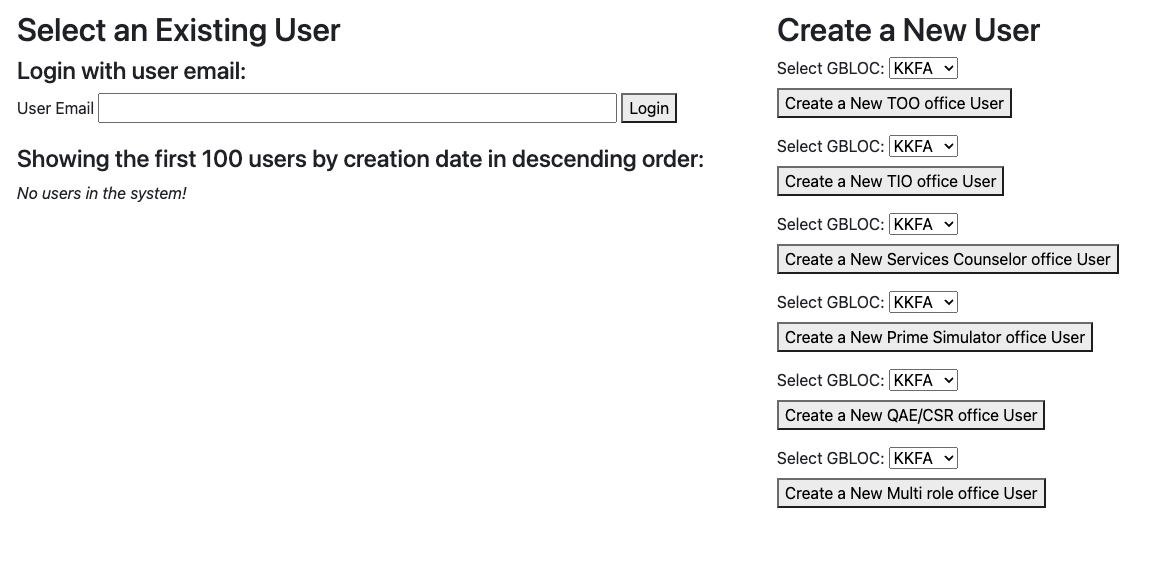 Select an Existing User
Login with user email:
User Email Login
Showing the first 100 users by creation date in descending order:
No users in the system!
Create a New User
Select GBLOC: KKFA
Create a New TOO office User
Select GBLOC: KKFA
Create a New TIO office User
Select GBLOC: KKFA
Create a New Services Counselor office User
Select GBLOC: KKFA
Create a New Prime Simulator office User
Select GBLOC: KKFA
Create a New QAE/CSR office User
Select GBLOC: KKFA
Create a New Multi role office User